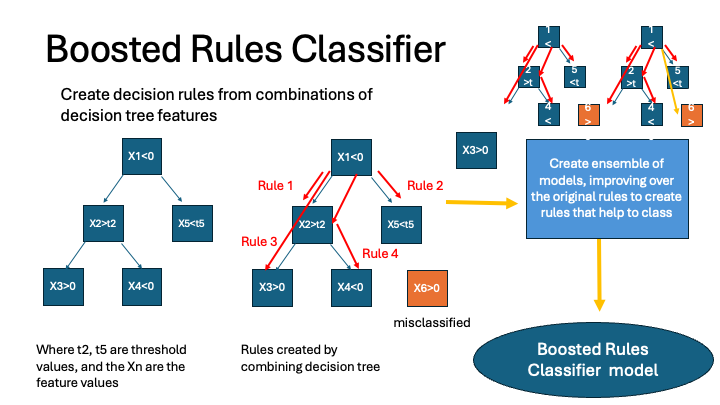 Boosted Rules Classifier
Create decision rules from combinations of
decision tree features
X1<0
X2>t2
X5<t5
X3>0
X4<0
Where t2, t5 are threshold
values, and the Xn are the
feature values
X1<0
Rule 1
Rule 2
X2>t2
X5<t5
Rule 3
Rule 4
X3>0
X4<0
X6>0
misclassified
Rules created by
combining decision tree
X3>0
1
<
2
>t
5
<t
4
<
6
>
1
<
2
>t
5
<t
4
<
6
>
Create ensemble of
models, improving over
the original rules to create
rules that help to class
Boosted Rules
Classifier model